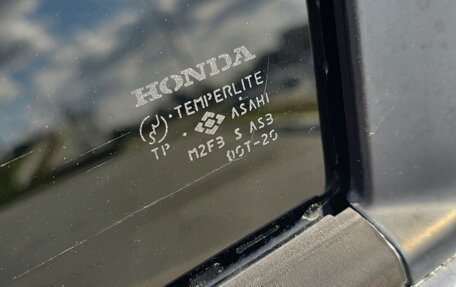 HONDA
TEMPERLITE
TP · ASAHI
M2F3 S AS3
DOT-20